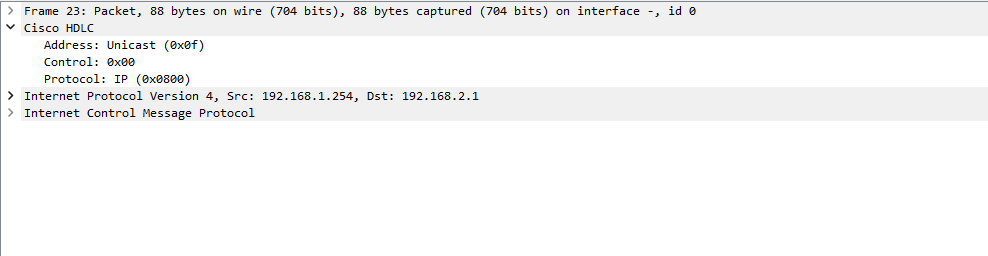 Frame 23: Packet, 88 bytes on wire (704 bits), 88 bytes captured (704 bits) on interface -, id 0
Cisco HDLC
Address: Unicast (0x0f)
Control: 0x00
Protocol: IP (0x0800)
Internet Protocol Version 4, Src: 192.168.1.254, Dst: 192.168.2.1
Internet Control Message Protocol